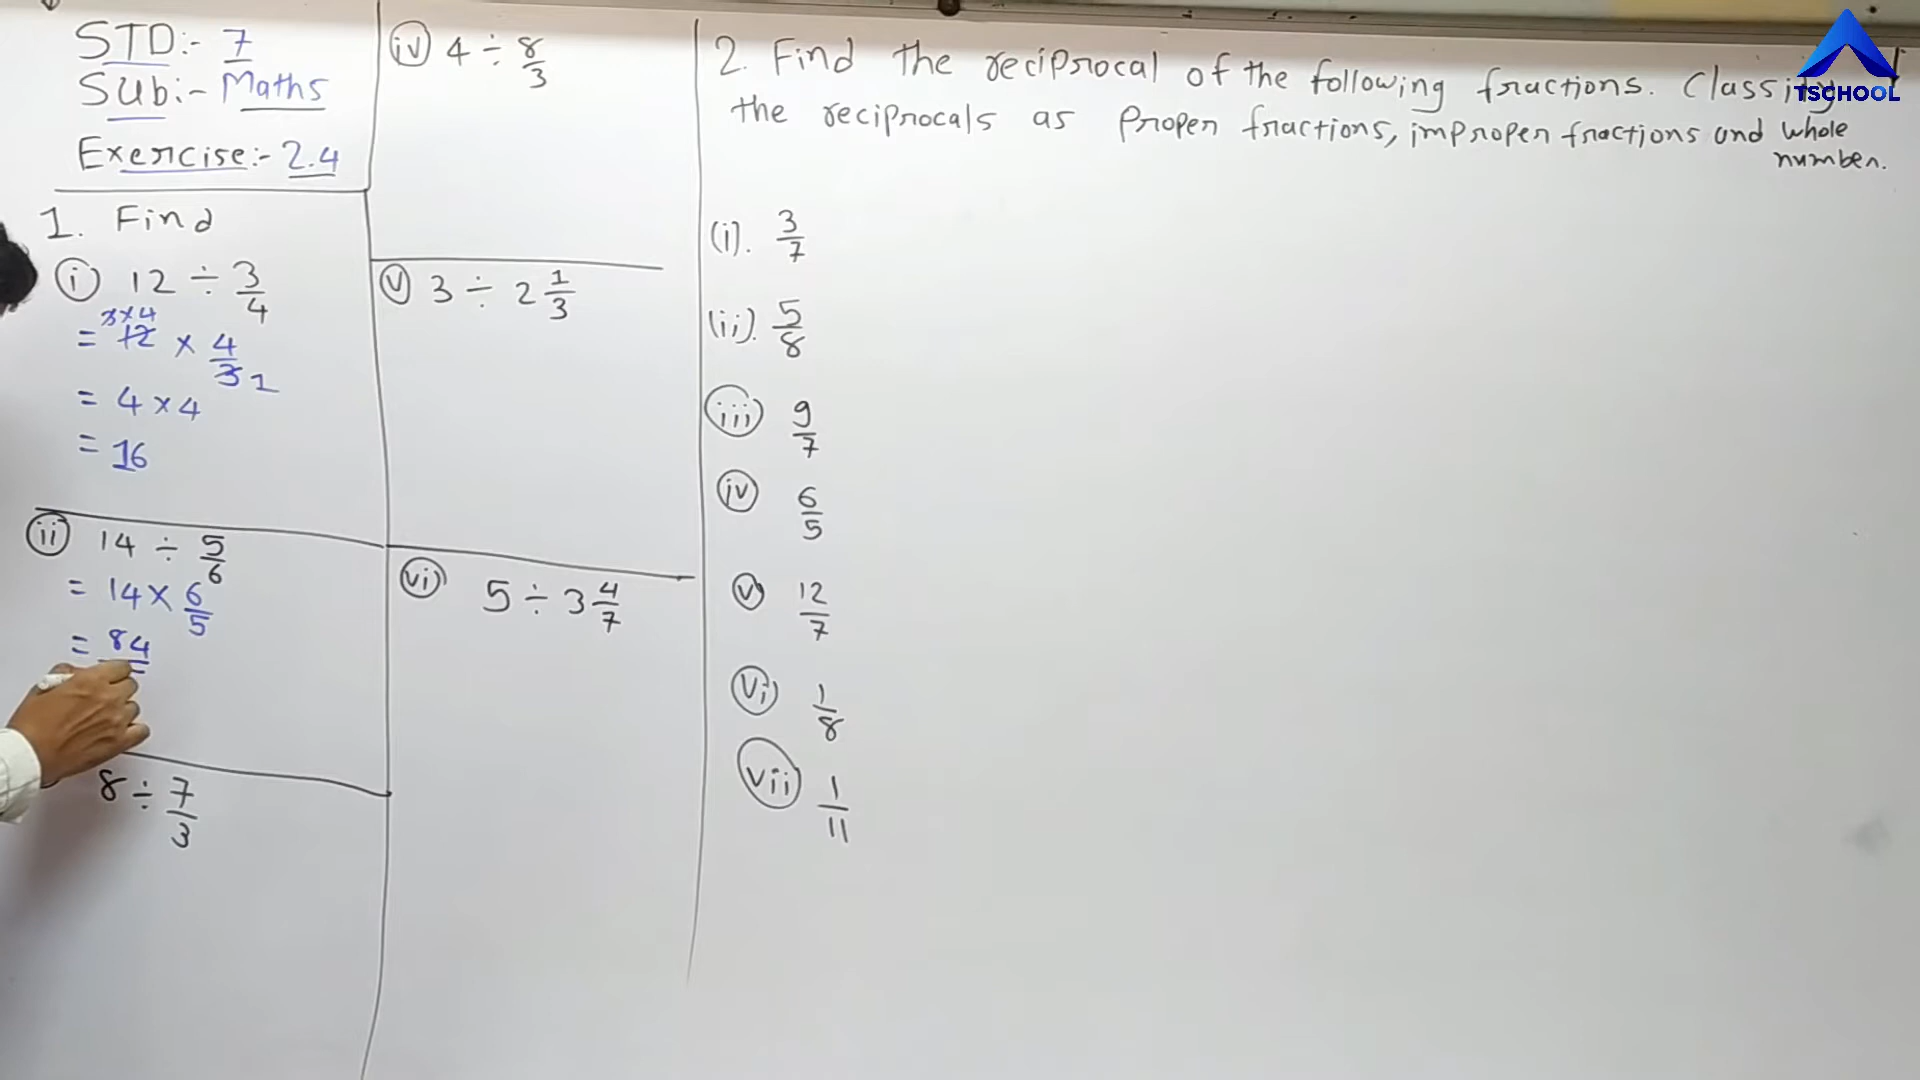 STD:- 7
Sub:- Maths
Exercise:- 2.4
1. Find
(i) 12 ÷ 3/4
3×4
= 12 × 4/3 1
= 4 × 4
= 16
(ii) 14 ÷ 5/6
= 14 × 6/5
= 84
8 ÷ 7/3
(iv) 4 ÷ 8/3
(v) 3 ÷ 2 1/3
(vi) 5 ÷ 3 4/7
2. Find the reciprocal of the following fractions. Classify
the reciprocals as proper fractions, improper fractions and whole
number.
(i). 3/7
(ii). 5/8
(iii) 9/7
(iv) 6/5
(v) 12/7
(vi) 1/8
(vii) 1/11
TSCHOOL